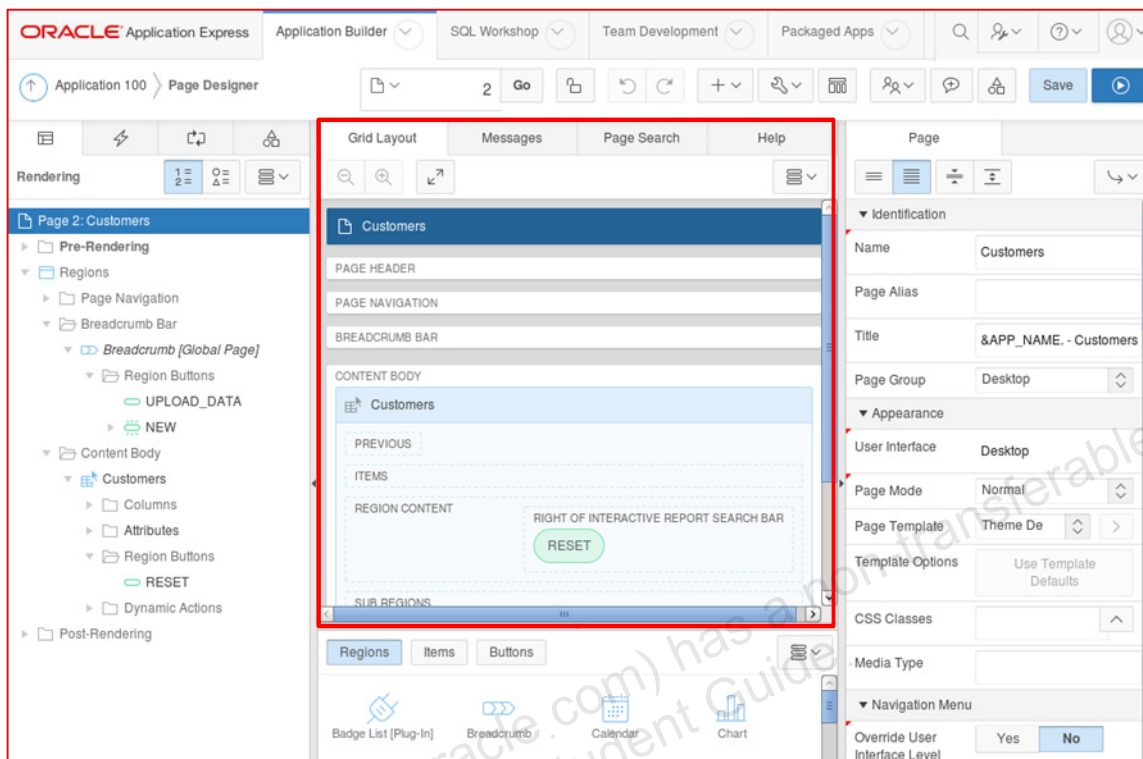 ORACLE Application Express
Application Builder
SQL Workshop
Team Development
Packaged Apps
Application 100
Page Designer
2
Go
Save
Rendering
Page 2: Customers
Pre-Rendering
Regions
Page Navigation
Breadcrumb Bar
Breadcrumb [Global Page]
Region Buttons
UPLOAD_DATA
NEW
Content Body
Customers
Columns
Attributes
Region Buttons
RESET
Dynamic Actions
Post-Rendering
Grid Layout
Messages
Page Search
Help
Customers
PAGE HEADER
PAGE NAVIGATION
BREADCRUMB BAR
CONTENT BODY
Customers
PREVIOUS
ITEMS
REGION CONTENT
RIGHT OF INTERACTIVE REPORT SEARCH BAR
RESET
SUB REGIONS
Regions
Items
Buttons
Badge List [Plug-In]
Breadcrumb
Calendar
Chart
Page
Identification
Name
Customers
Page Alias
Title
&APP_NAME. - Customers
Page Group
Desktop
Appearance
User Interface
Desktop
Page Mode
Normal
Page Template
Theme De
Template Options
Use Template
Defaults
CSS Classes
Media Type
Navigation Menu
Override User
Interface Level
Yes
No
com) has a non-transferable
Guide